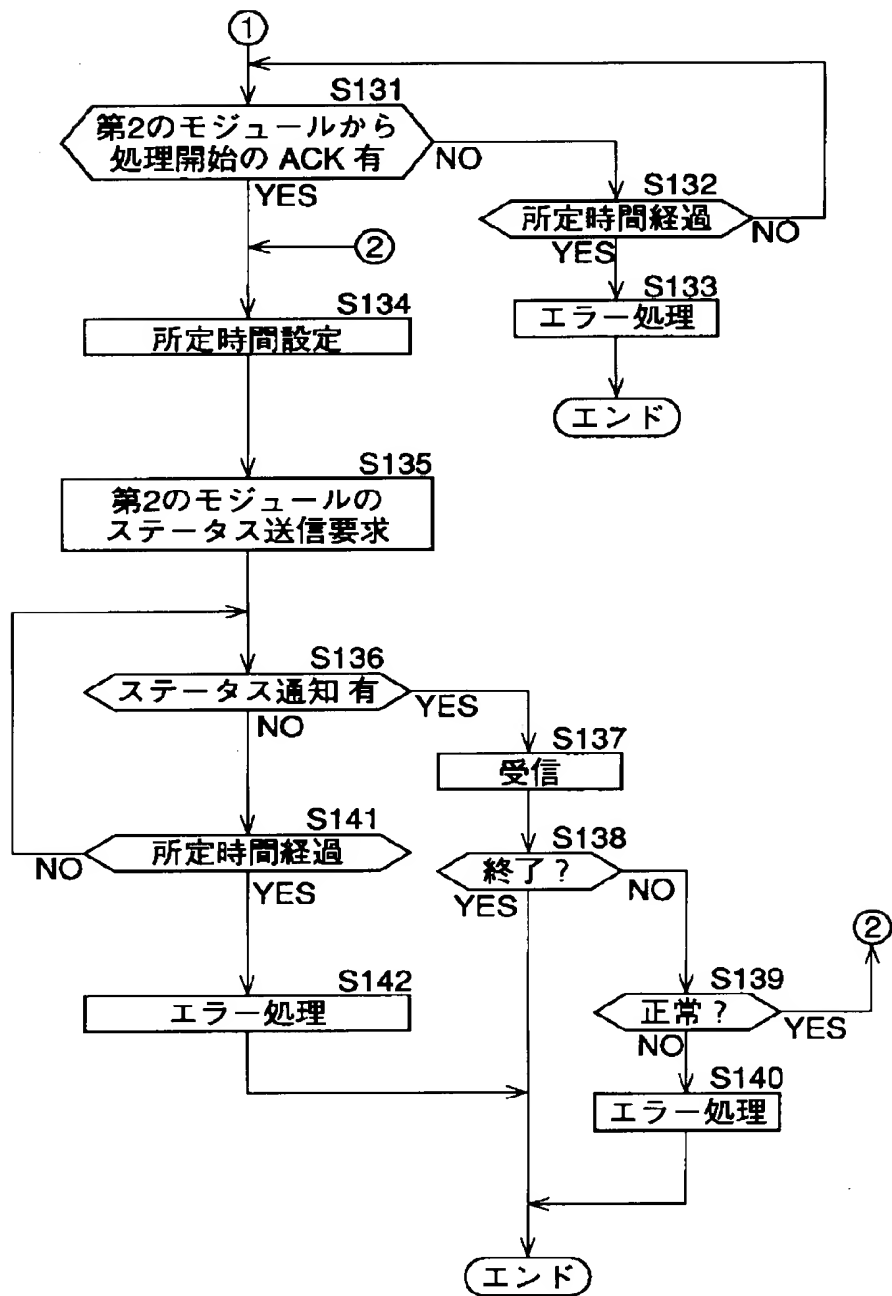 ①
S131
第2のモジュールから
処理開始の ACK 有
NO
YES
S132
所定時間経過
NO
YES
②
S133
エラー処理
エンド
S134
所定時間設定
S135
第2のモジュールの
ステータス送信要求
S136
ステータス通知 有
YES
NO
S137
受信
S141
所定時間経過
NO
YES
S138
終了?
YES
NO
②
S142
エラー処理
S139
正常?
YES
NO
S140
エラー処理
エンド